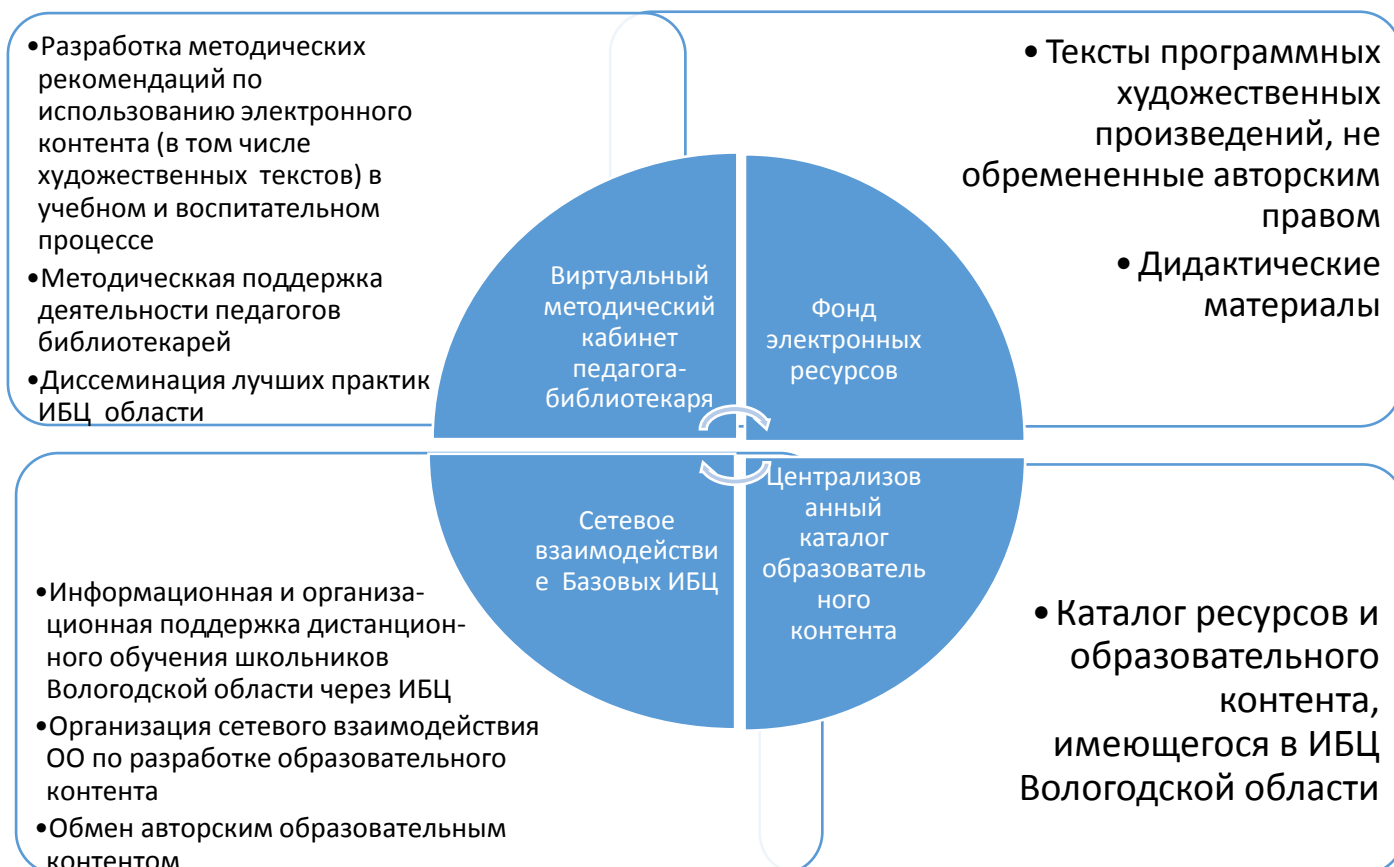 •Разработка методических
рекомендаций по
использованию электронного
контента (в том числе
художественных текстов) в
учебном и воспитательном
процессе
•Методическкая поддержка
деятельности педагогов
библиотекарей
•Диссеминация лучших практик
ИБЦ области
• Тексты программных
художественных
произведений, не
обремененные авторским
правом
• Дидактические
материалы
Виртуальный
методический
кабинет
педагога-
библиотекаря
Фонд
электронных
ресурсов
Сетевое
взаимодействи
е Базовых ИБЦ
Централизов
анный
каталог
образователь
ного
контента
•Информационная и организа-
ционная поддержка дистанцион-
ного обучения школьников
Вологодской области через ИБЦ
•Организация сетевого взаимодействия
ОО по разработке образовательного
контента
•Обмен авторским образовательным
контентом
• Каталог ресурсов и
образовательного
контента,
имеющегося в ИБЦ
Вологодской области